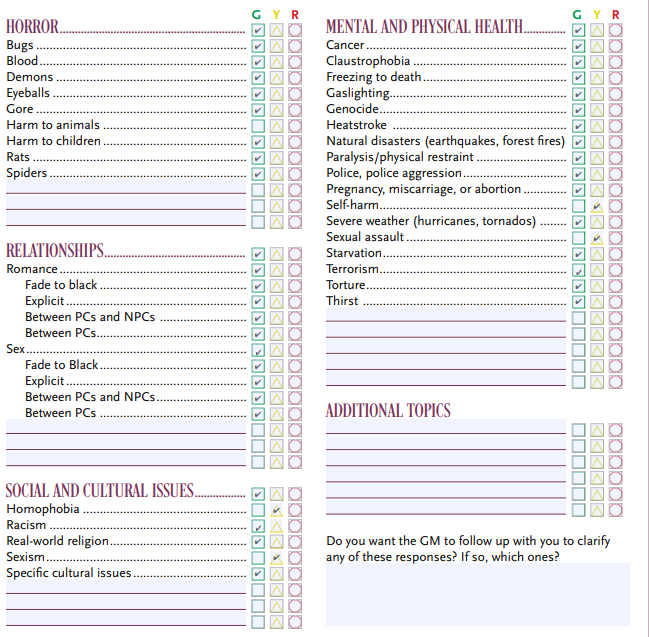 G Y R
HORROR
Bugs
Blood
Demons
Eyeballs
Gore
Harm to animals
Harm to children
Rats
Spiders
RELATIONSHIPS
Romance
Fade to black
Explicit
Between PCs and NPCs
Between PCs
Sex
Fade to Black
Explicit
Between PCs and NPCs
Between PCs
SOCIAL AND CULTURAL ISSUES
Homophobia
Racism
Real-world religion
Sexism
Specific cultural issues
G Y R
MENTAL AND PHYSICAL HEALTH
Cancer
Claustrophobia
Freezing to death
Gaslighting
Genocide
Heatstroke
Natural disasters (earthquakes, forest fires)
Paralysis/physical restraint
Police, police aggression
Pregnancy, miscarriage, or abortion
Self-harm
Severe weather (hurricanes, tornados)
Sexual assault
Starvation
Terrorism
Torture
Thirst
ADDITIONAL TOPICS
Do you want the GM to follow up with you to clarify
any of these responses? If so, which ones?